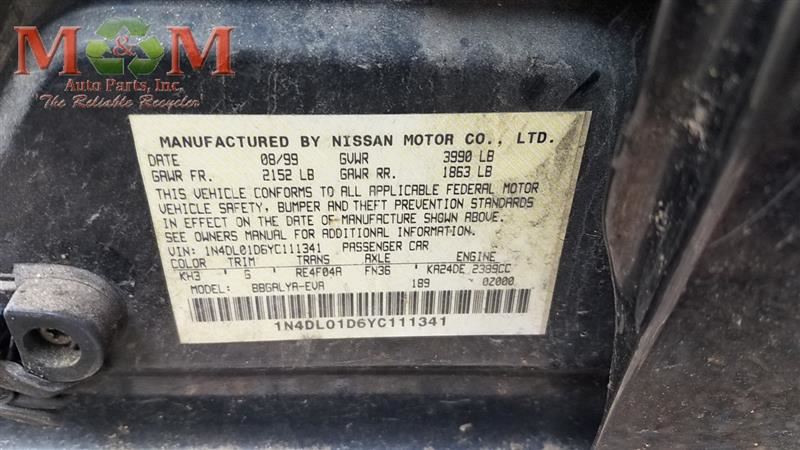 M & M
Auto Parts, Inc.
The Reliable Recycler
MANUFACTURED BY NISSAN MOTOR CO., LTD.
DATE 08/99 GVWR 3990 LB
GAWR FR. 2152 LB GAWR RR. 1863 LB
THIS VEHICLE CONFORMS TO ALL APPLICABLE FEDERAL MOTOR
VEHICLE SAFETY, BUMPER AND THEFT PREVENTION STANDARDS
IN EFFECT ON THE DATE OF MANUFACTURE SHOWN ABOVE.
SEE OWNERS MANUAL FOR ADDITIONAL INFORMATION.
VIN: 1N4DL01D6YC111341 PASSENGER CAR
COLOR TRIM TRANS AXLE ENGINE
KH3 G RE4F04A FN36 KA24DE 2389CC
MODEL: BBGALYA-EVA 189 0Z000
1N4DL01D6YC111341